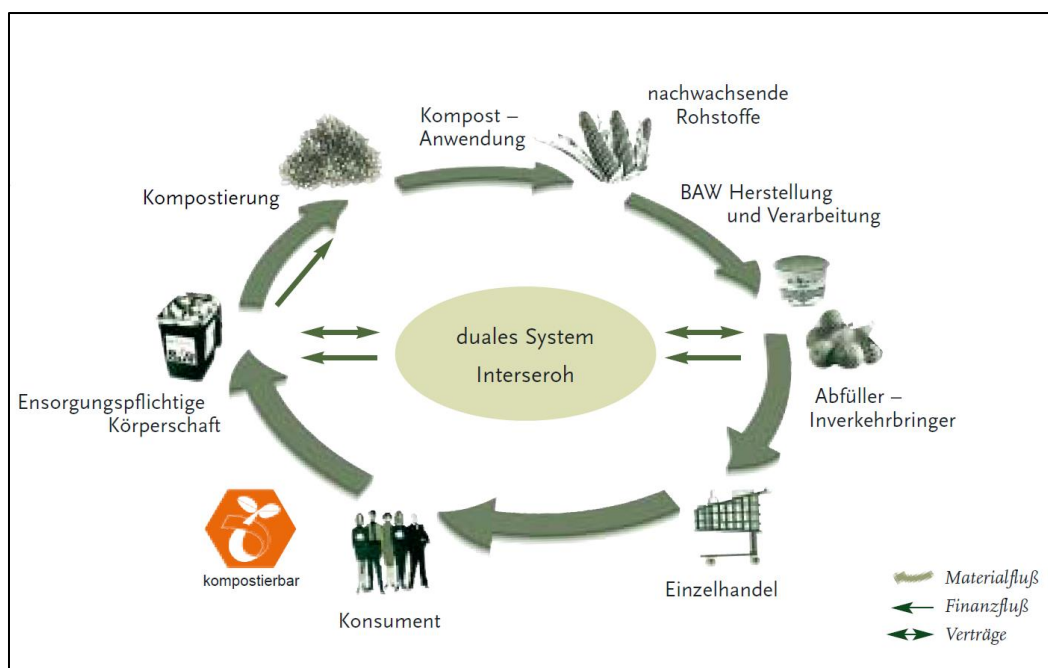 nachwachsende
Rohstoffe
Kompost –
Anwendung
Kompostierung
BAW Herstellung
und Verarbeitung
duales System
Interseroh
Ensorgungspflichtige
Körperschaft
Abfüller –
Inverkehrbringer
kompostierbar
Konsument
Einzelhandel
Materialfluß
Finanzfluß
Verträge